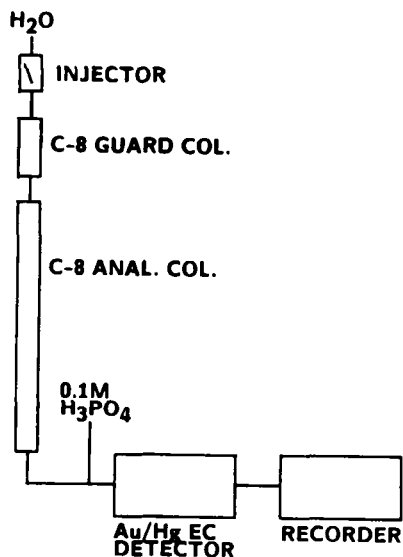 H₂O
INJECTOR
C-8 GUARD COL.
C-8 ANAL. COL.
0.1M
H₃PO₄
Au/Hg EC
DETECTOR
RECORDER